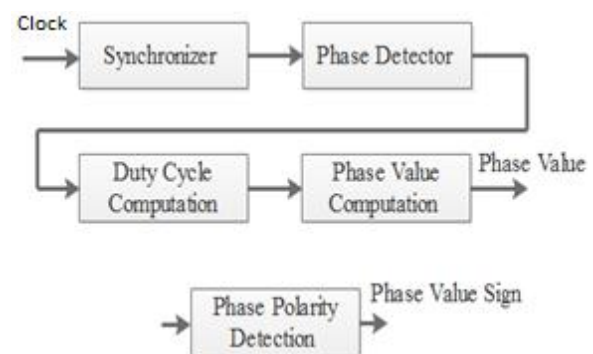 Clock
Synchronizer
Phase Detector
Duty Cycle
Computation
Phase Value
Computation
Phase Value
Phase Polarity
Detection
Phase Value Sign